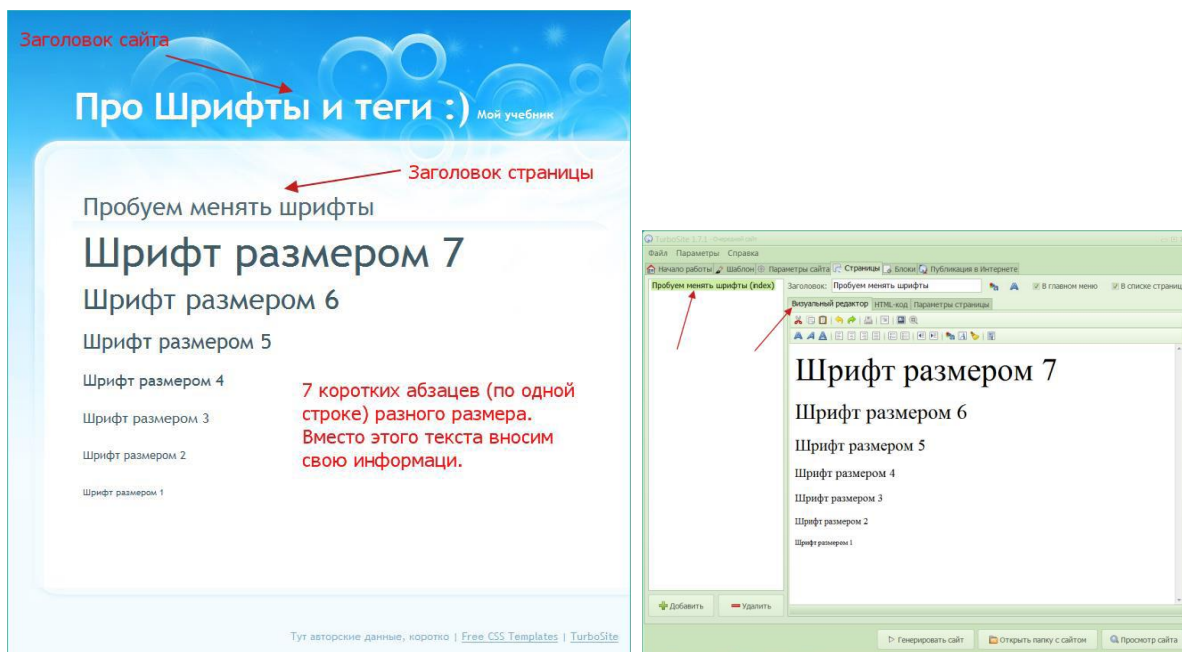 Заголовок сайта
Про Шрифты и теги :) Мой учебник
Заголовок страницы
Пробуем менять шрифты
Шрифт размером 7
Шрифт размером 6
Шрифт размером 5
Шрифт размером 4
Шрифт размером 3
Шрифт размером 2
Шрифт размером 1
7 коротких абзацев (по одной
строке) разного размера.
Вместо этого текста вносим
свою информаци.
Тут авторские данные, коротко | Free CSS Templates | TurboSite
TurboSite 1.7.1
Файл Параметры Справка
Начало работы Шаблон Параметры сайта Страницы Блоки Публикация в Интернете
Пробуем менять шрифты (index)
Заголовок: Пробуем менять шрифты В главном меню В списке страниц
Визуальный редактор HTML-код Параметры страницы
Шрифт размером 7
Шрифт размером 6
Шрифт размером 5
Шрифт размером 4
Шрифт размером 3
Шрифт размером 2
Шрифт размером 1
Добавить Удалить
Генерировать сайт Открыть папку с сайтом Просмотр сайта